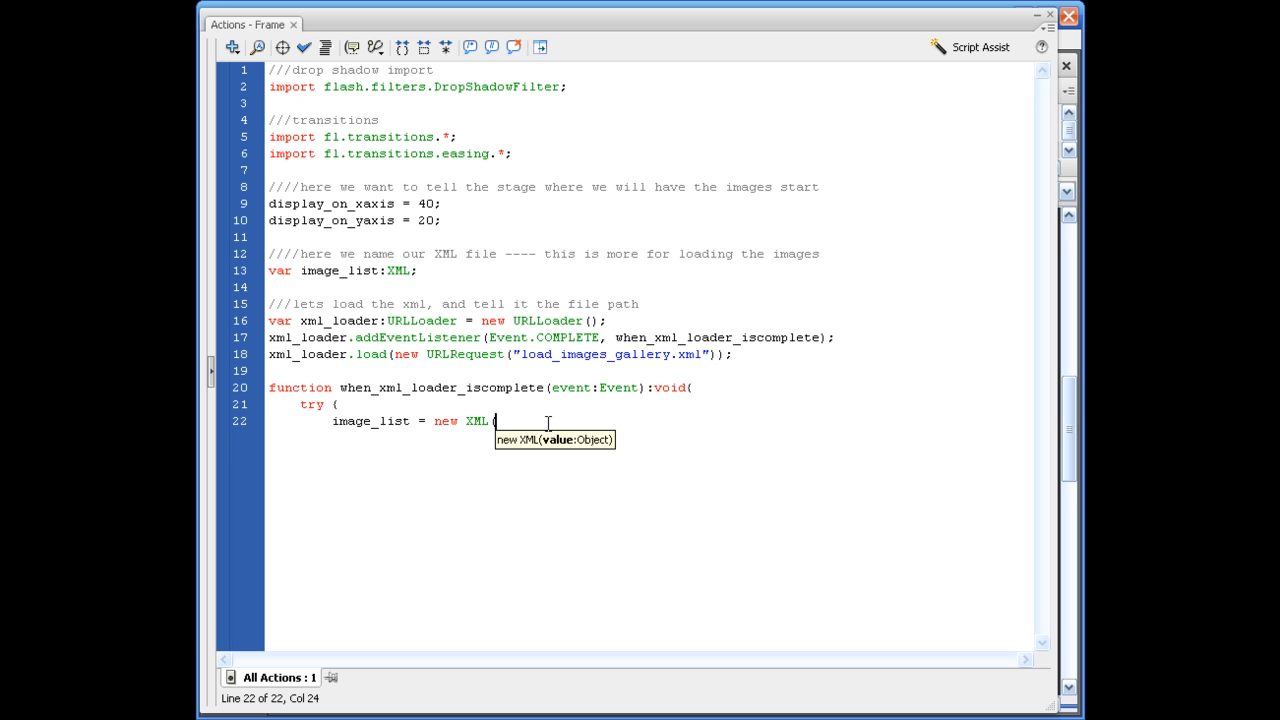 Actions - Frame ×
Script Assist
1 ///drop shadow import
2 import flash.filters.DropShadowFilter;
3
4 ///transitions
5 import fl.transitions.*;
6 import fl.transitions.easing.*;
7
8 ////here we want to tell the stage where we will have the images start
9 display_on_xaxis = 40;
10 display_on_yaxis = 20;
11
12 ////here we name our XML file ---- this is more for loading the images
13 var image_list:XML;
14
15 ///lets load the xml, and tell it the file path
16 var xml_loader:URLLoader = new URLLoader();
17 xml_loader.addEventListener(Event.COMPLETE, when_xml_loader_iscomplete);
18 xml_loader.load(new URLRequest("load_images_gallery.xml"));
19
20 function when_xml_loader_iscomplete(event:Event):void{
21 try {
22 image_list = new XML(
new XML(value:Object)
All Actions : 1
Line 22 of 22, Col 24